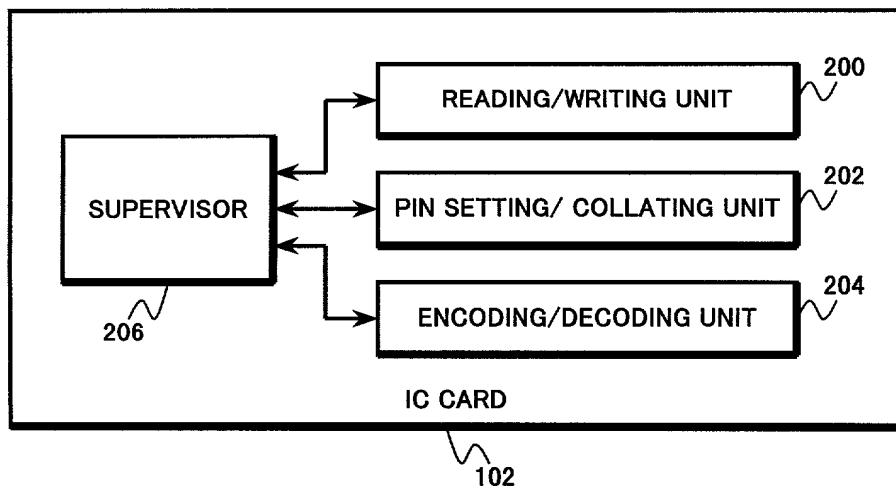 200
READING/WRITING UNIT
202
SUPERVISOR
PIN SETTING/ COLLATING UNIT
204
206
ENCODING/DECODING UNIT
IC CARD
102